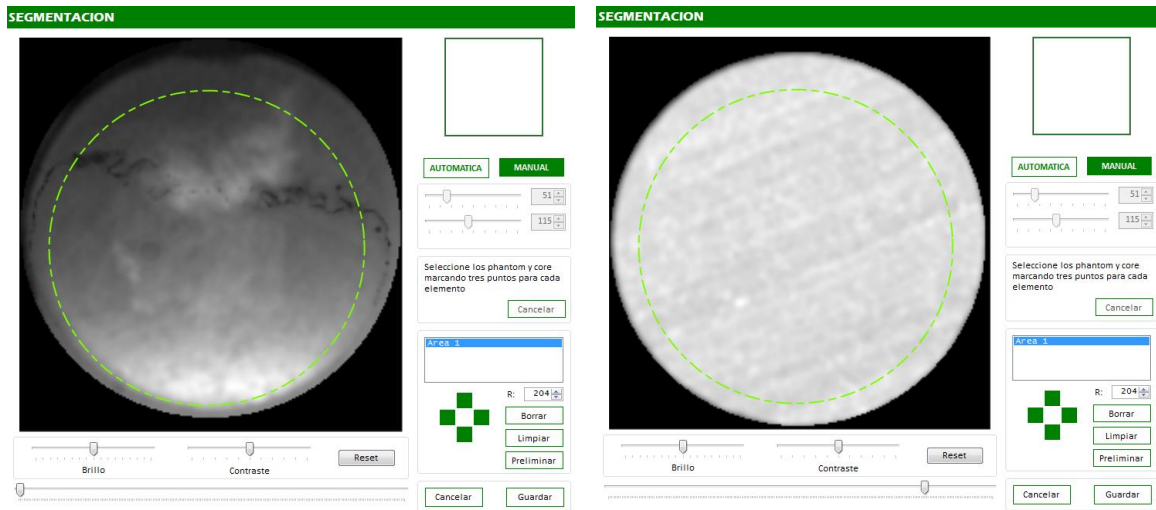 SEGMENTACION
AUTOMATICA MANUAL
51
115
Seleccione los phantom y core
marcando tres puntos para cada
elemento
Cancelar
Area 1
R: 204
Borrar
Limpiar
Preliminar
Brillo Contraste Reset
Cancelar Guardar
SEGMENTACION
AUTOMATICA MANUAL
51
115
Seleccione los phantom y core
marcando tres puntos para cada
elemento
Cancelar
Area 1
R: 204
Borrar
Limpiar
Preliminar
Brillo Contraste Reset
Cancelar Guardar